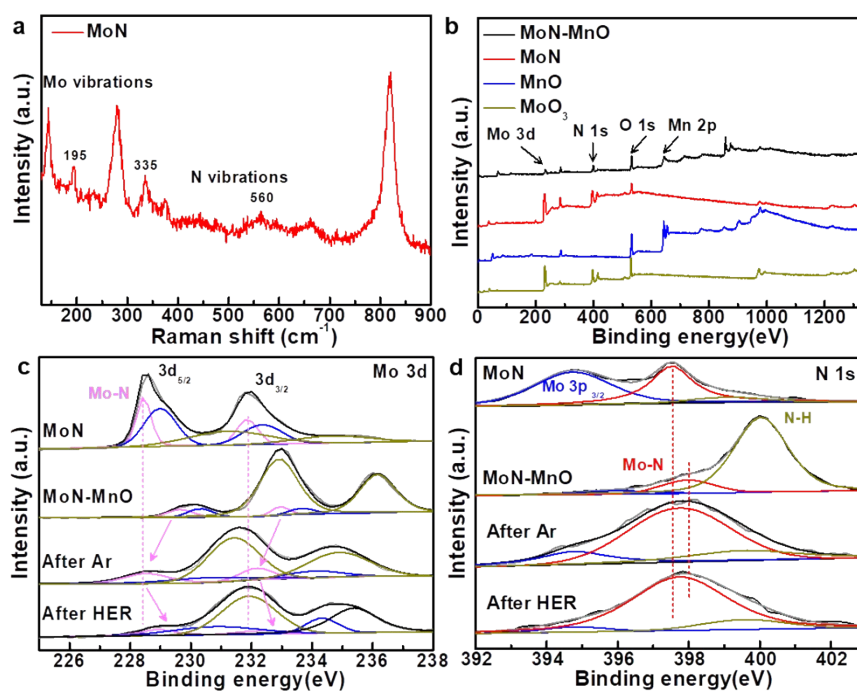 a
MoN
Mo vibrations
195
335
N vibrations
560
Intensity (a.u.)
200 300 400 500 600 700 800 900
Raman shift (cm-1)
b
MoN-MnO
MoN
MnO
MoO3
Mo 3d
N 1s
O 1s
Mn 2p
Intensity (a.u.)
0 200 400 600 800 1000 1200
Binding energy(eV)
c
3d5/2
3d3/2
Mo 3d
Mo-N
MoN
MoN-MnO
After Ar
After HER
Intensity (a.u.)
226 228 230 232 234 236 238
Binding energy(eV)
d
MoN
Mo 3p3/2
N 1s
N-H
Mo-N
MoN-MnO
After Ar
After HER
Intensity (a.u.)
392 394 396 398 400 402
Binding energy(eV)